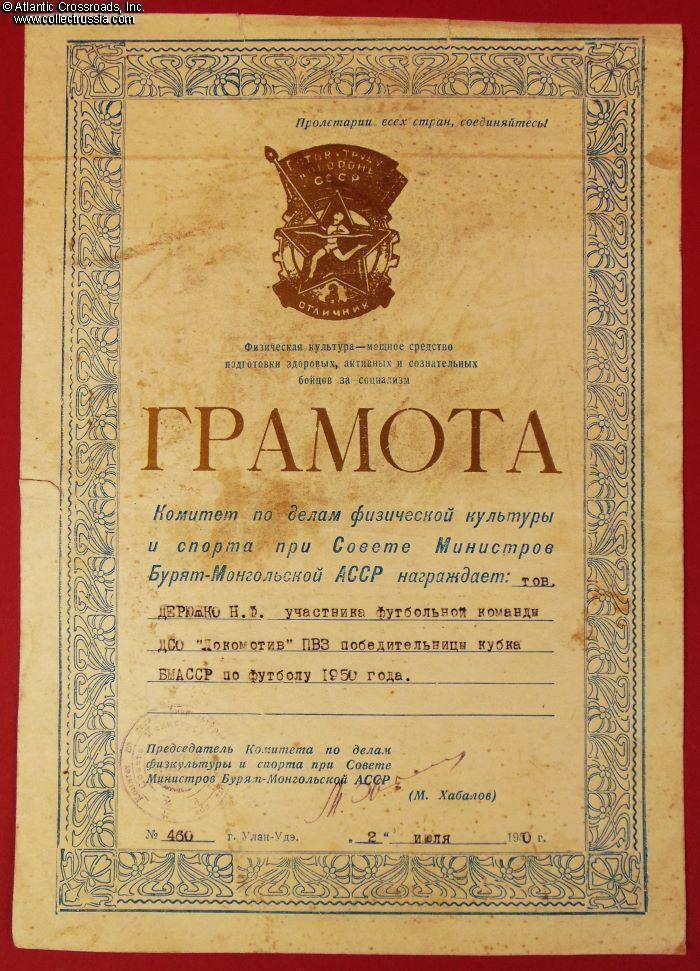 © Atlantic Crossroads, Inc.
www.collectrussia.com
Пролетарии всех стран, соединяйтесь!
ГОТОВ К ТРУДУ
И ОБОРОНЕ
СССР
ОТЛИЧНИК
Физическая культура—мощное средство
подготовки здоровых, активных и сознательных
бойцов за социализм
ГРАМОТА
Комитет по делам физической культуры
и спорта при Совете Министров
Бурят-Монгольской АССР награждает: тов.
ДЕРЮЖКО Н.Ф. участника футбольной команды
ДСО "Локомотив" ПВЗ победительницы кубка
БМАССР по футболу 1950 года.
Председатель Комитета по делам
физкультуры и спорта при Совете
Министров Бурят-Монгольской АССР
(М. Хабалов)
№ 460 г. Улан-Удэ. „2" июля 1950 г.